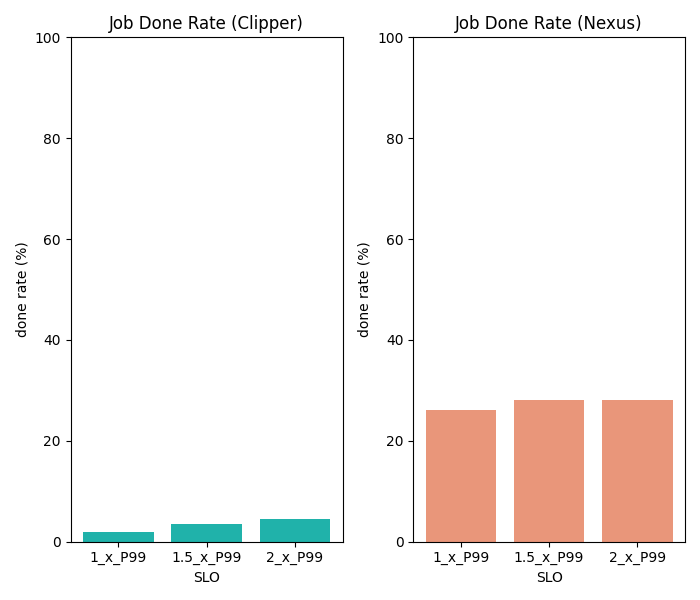 Job Done Rate (Clipper)
100
80
60
40
20
0
done rate (%)
1_x_P99 1.5_x_P99 2_x_P99
SLO
Job Done Rate (Nexus)
100
80
60
40
20
0
done rate (%)
1_x_P99 1.5_x_P99 2_x_P99
SLO